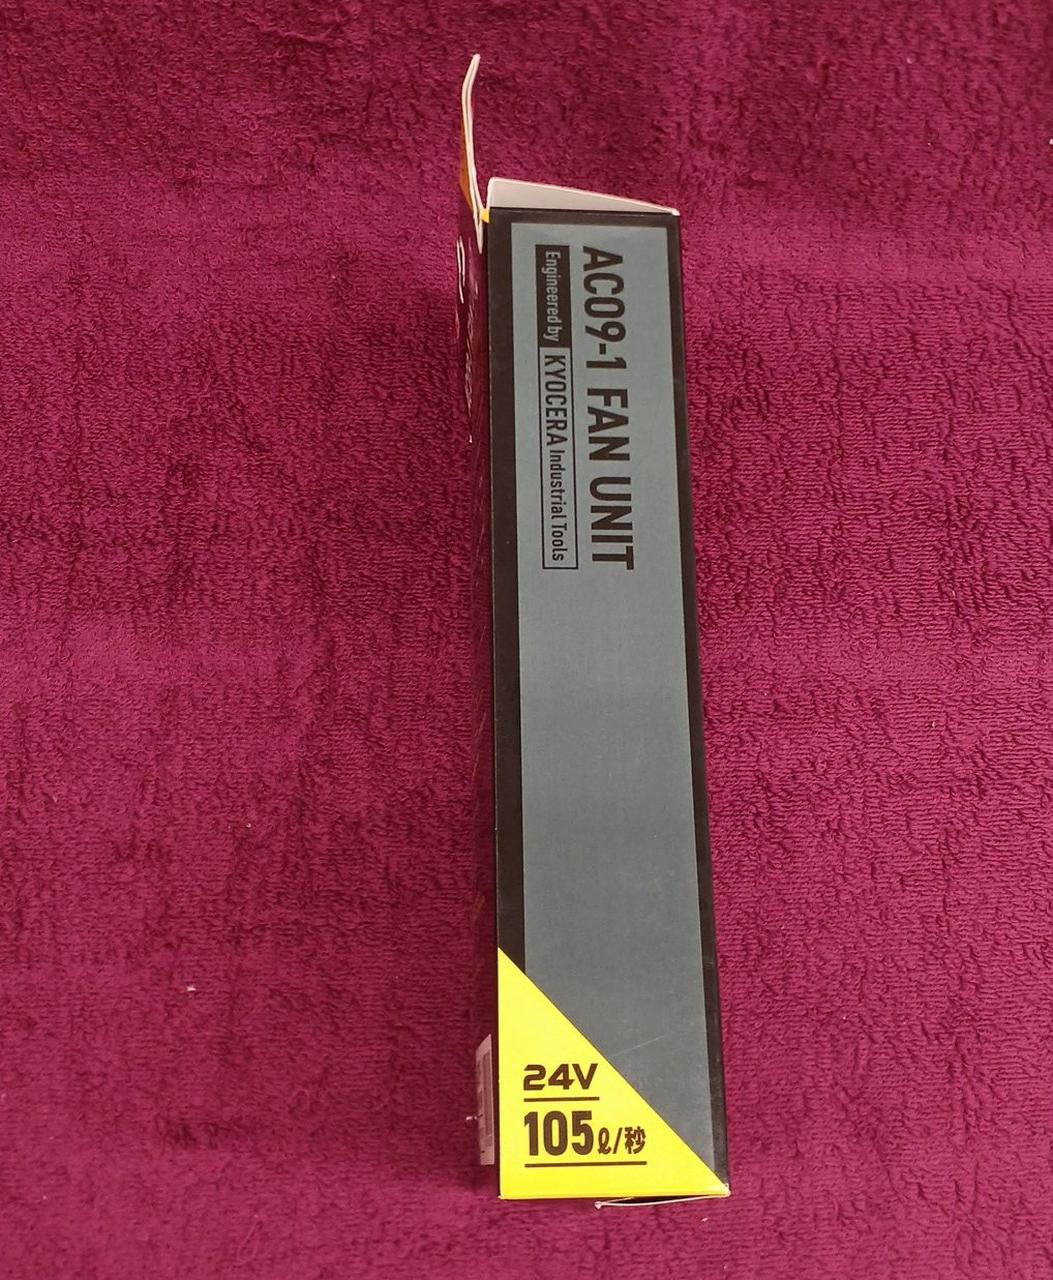 AC09-1 FAN UNIT
Engineered by KYOCERA Industrial Tools
24V
105ℓ/秒